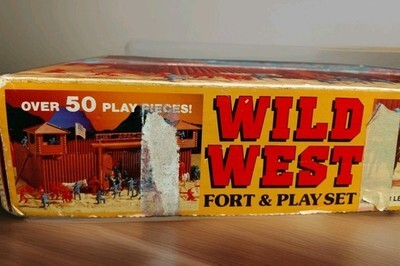 OVER 50 PLAY PIECES!
WILD
WEST
FORT & PLAY SET